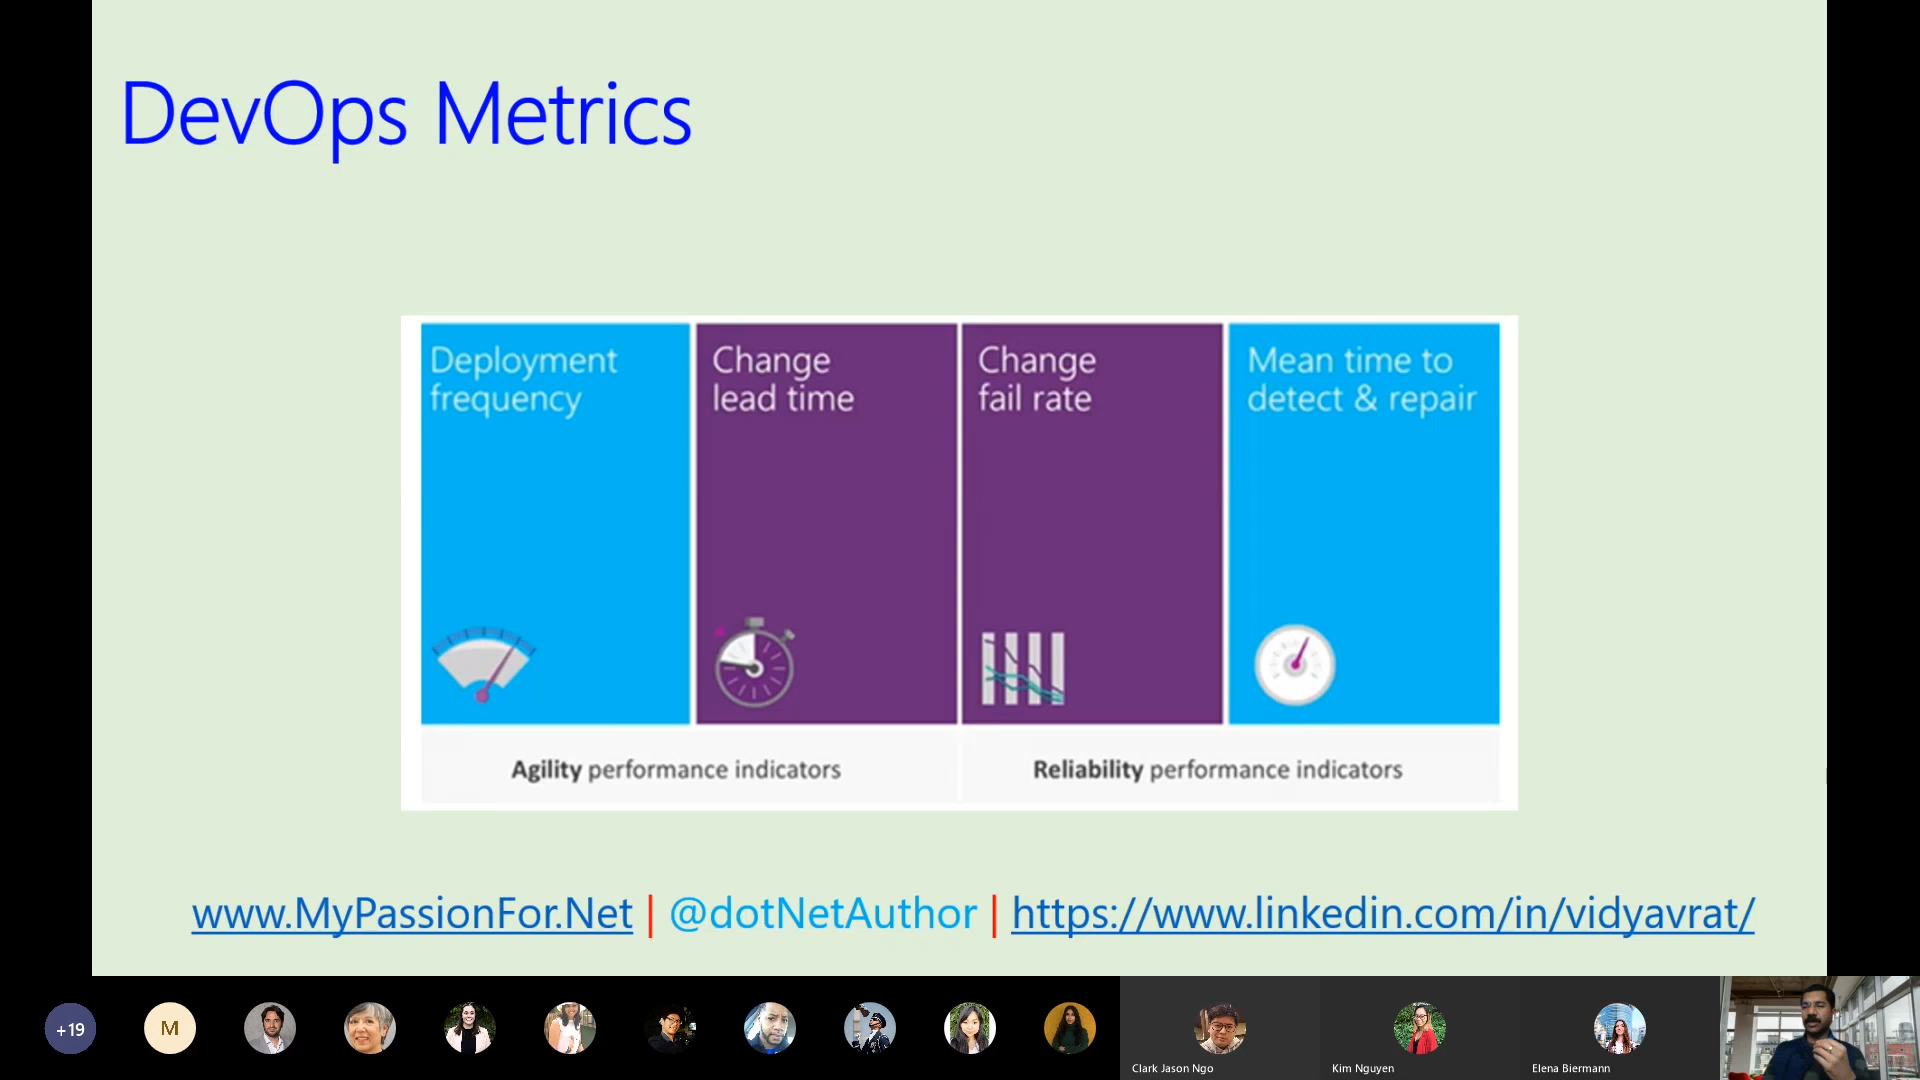 DevOps Metrics
Deployment
frequency
Change
lead time
Change
fail rate
Mean time to
detect & repair
Agility performance indicators
Reliability performance indicators
www.MyPassionFor.Net | @dotNetAuthor | https://www.linkedin.com/in/vidyavrat/
+19
M
Clark Jason Ngo
Kim Nguyen
Elena Biermann